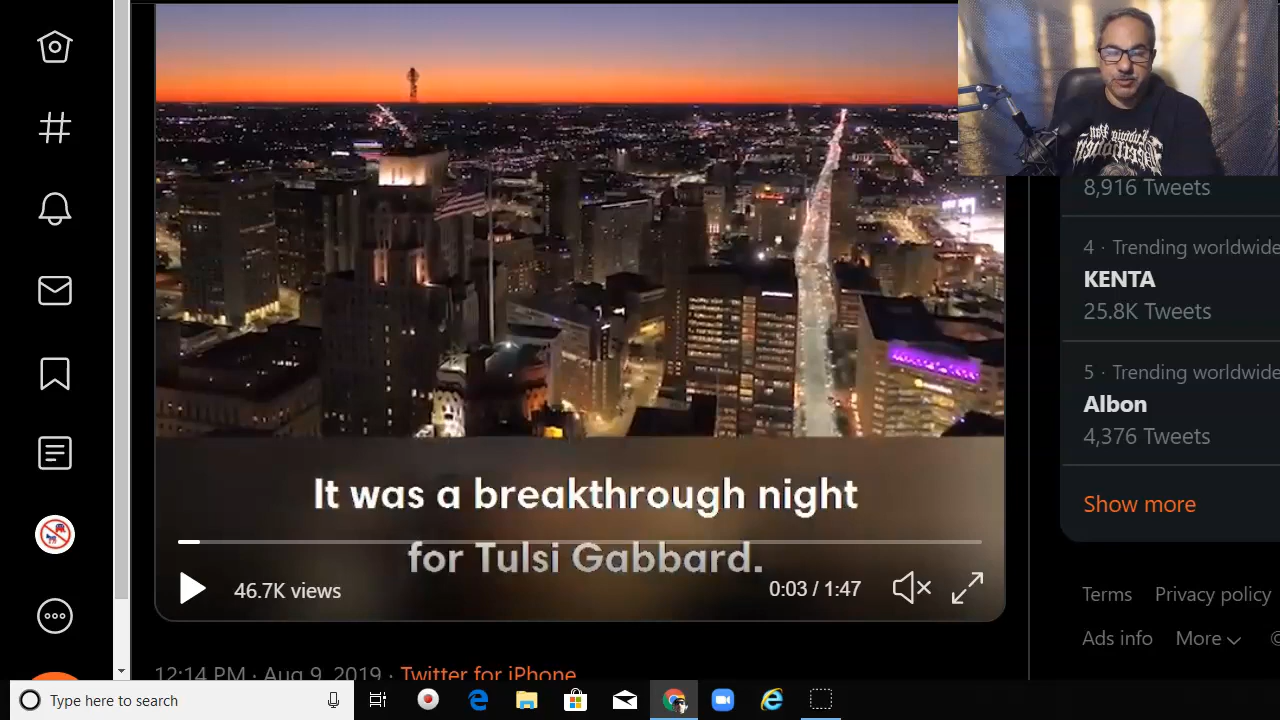 8,916 Tweets
4 · Trending worldwide
KENTA
25.8K Tweets
5 · Trending worldwide
Albon
4,376 Tweets
Show more
Terms Privacy policy
Ads info More
It was a breakthrough night
for Tulsi Gabbard.
46.7K views
0:03 / 1:47
12:14 PM · Aug 9, 2019 · Twitter for iPhone
Type here to search